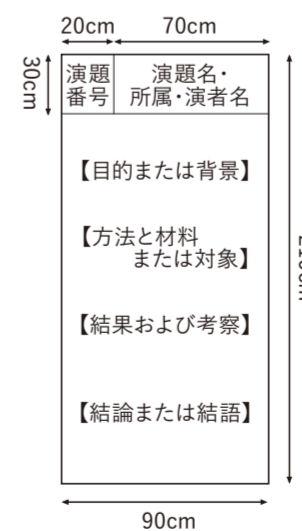 20cm 70cm
30cm
演題 演題名・
番号 所属・演者名
【目的または背景】
【方法と材料
または対象】
【結果および考察】
【結論または結語】
90cm